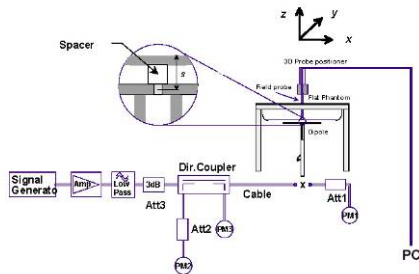 z
y
x
Spacer
s
3D Probe positioner
Field probe
Flat Phantom
Dipole
Dir.Coupler
Signal
Generato
Amp
Low
Pass
3dB
Att3
Cable
x
Att1
PM1
Att2
PM3
PM2
PC